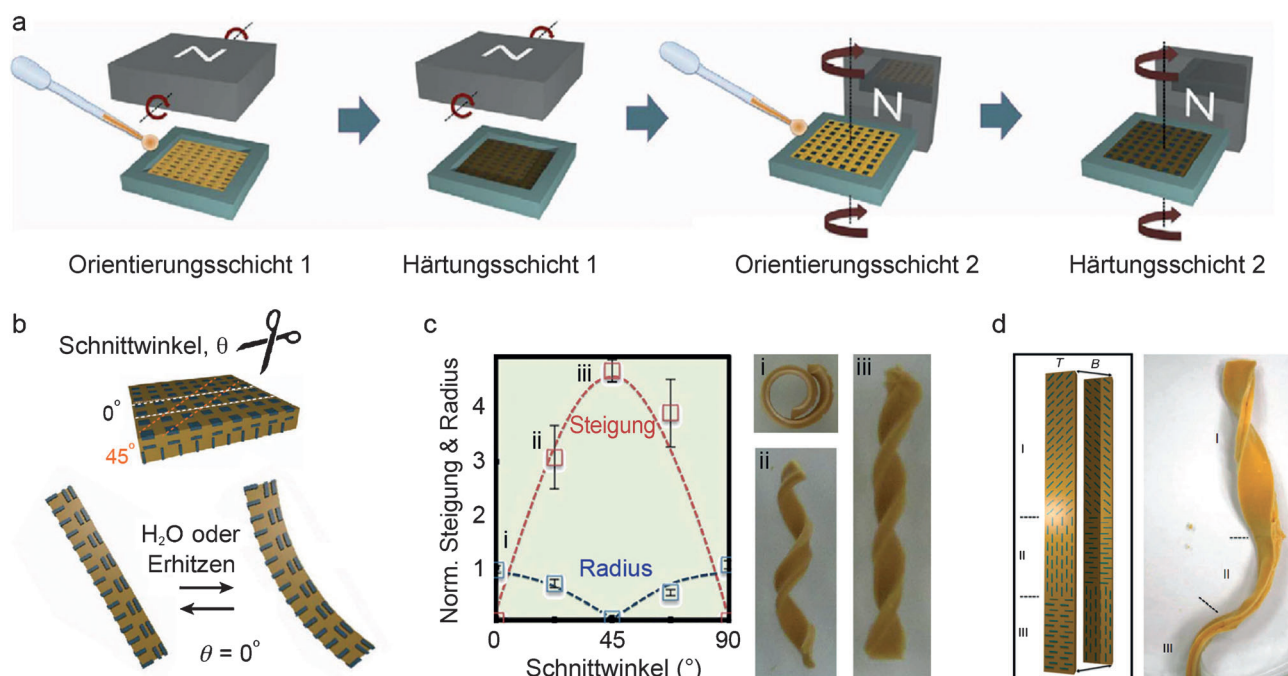 a
N
N
N
N
Orientierungsschicht 1
Härtungsschicht 1
Orientierungsschicht 2
Härtungsschicht 2
b
Schnittwinkel, θ
0°
45°
H₂O oder
Erhitzen
θ = 0°
c
Norm. Steigung & Radius
4
3
2
1
0
45
90
Schnittwinkel (°)
iii
Steigung
ii
i
Radius
i
ii
iii
d
T
B
I
II
III
I
II
III